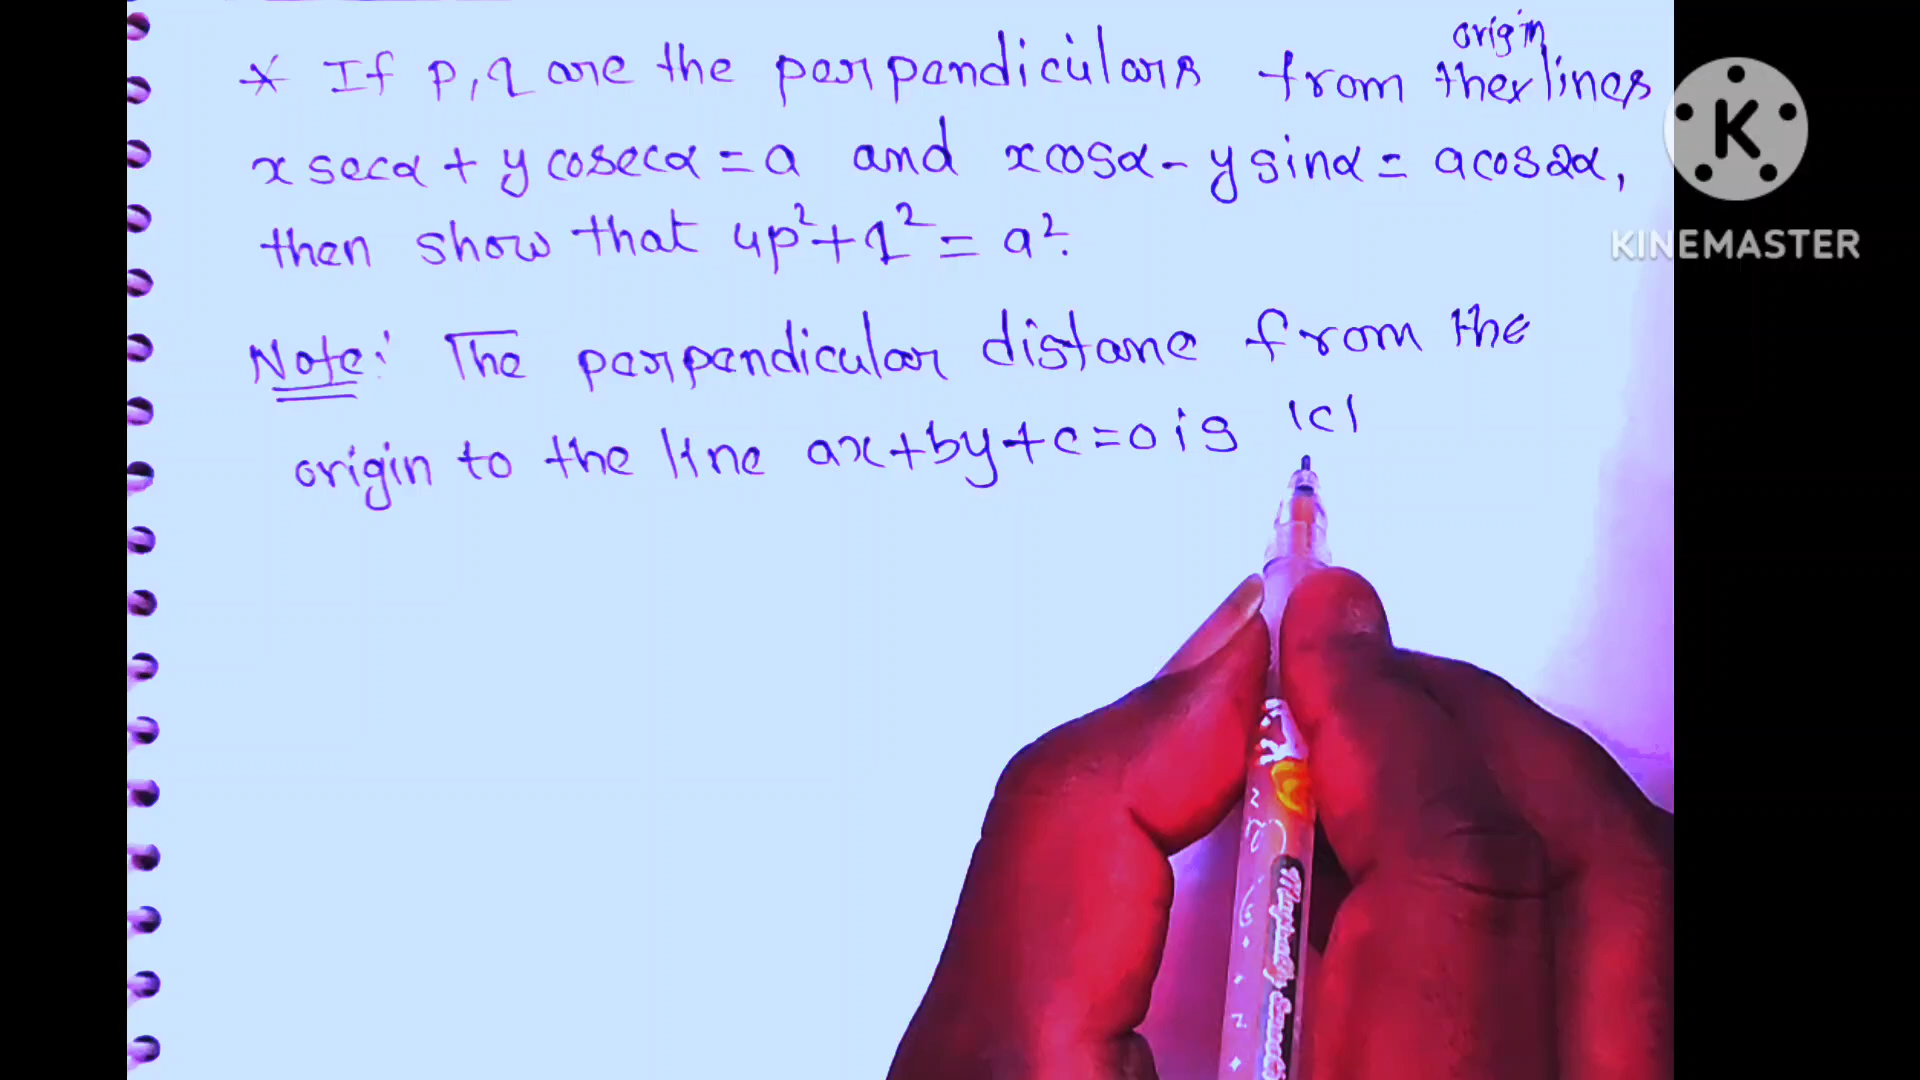 * If p, q are the perpendiculars from the origin lines
x secα + y cosecα = a and x cosα - y sinα = a cos2α,
then show that 4p² + q² = a².
Note: The perpendicular distane from the
origin to the line ax+by+c=0 is |c|
K
KINEMASTER